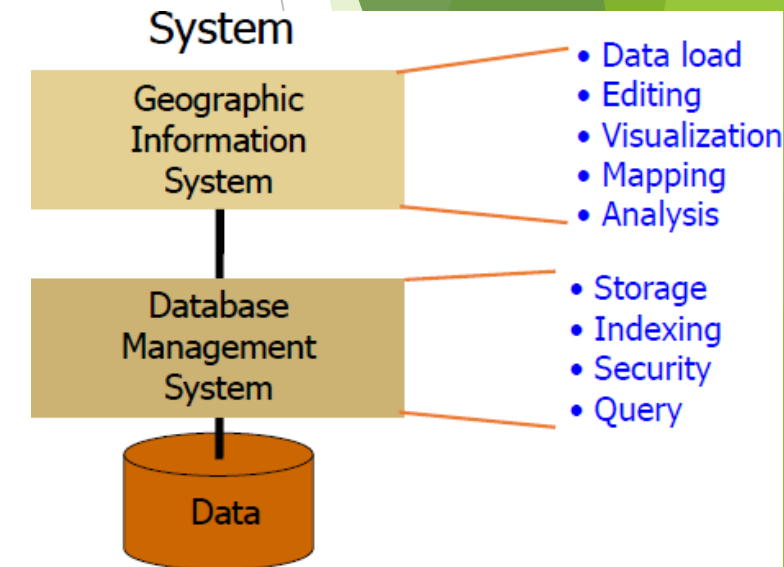 System
Geographic
Information
System
• Data load
• Editing
• Visualization
• Mapping
• Analysis
Database
Management
System
• Storage
• Indexing
• Security
• Query
Data